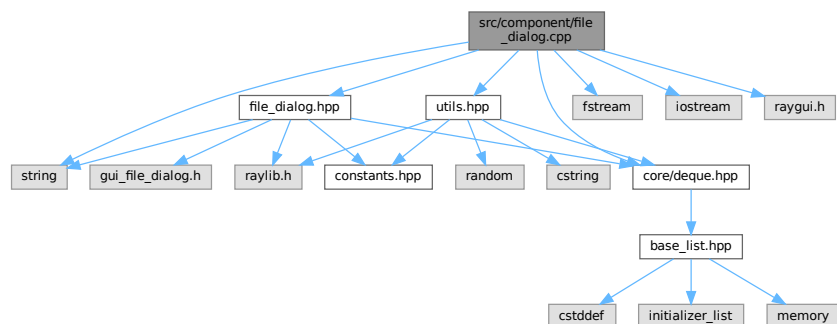 src/component/file
_dialog.cpp
file_dialog.hpp
utils.hpp
fstream
iostream
raygui.h
string
gui_file_dialog.h
raylib.h
constants.hpp
random
cstring
core/deque.hpp
base_list.hpp
cstddef
initializer_list
memory